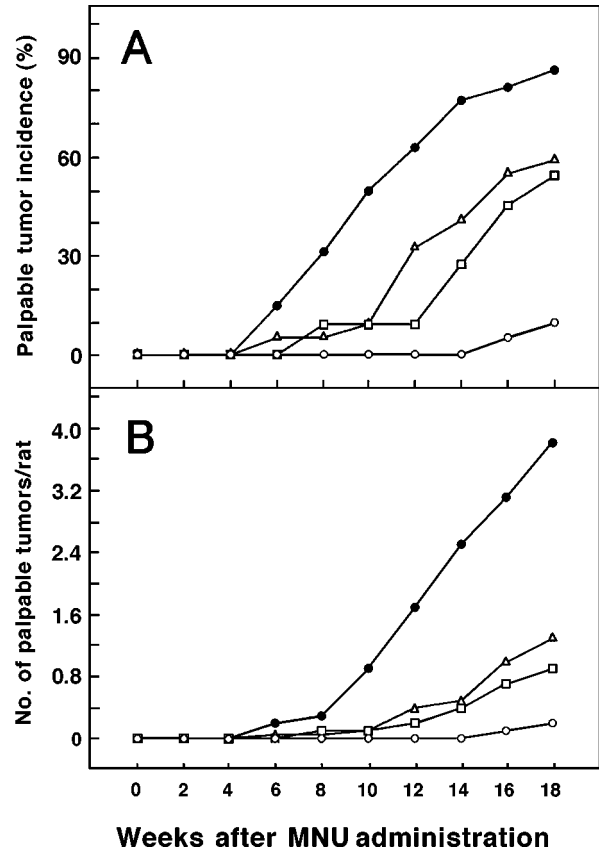 A
Palpable tumor incidence (%)
90
60
30
0
B
No. of palpable tumors/rat
4.0
3.2
2.4
1.6
0.8
0
0 2 4 6 8 10 12 14 16 18
Weeks after MNU administration